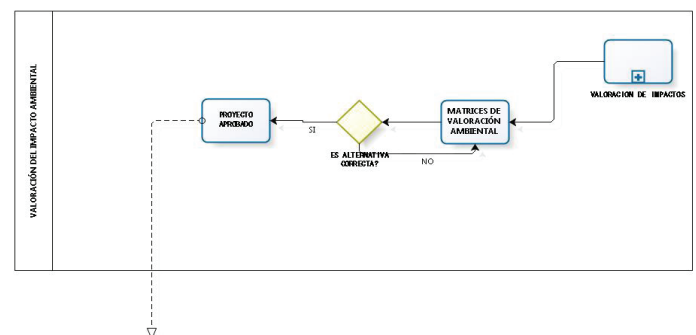 VALORACIÓN DEL IMPACTO AMBIENTAL
VALORACION DE IMPACTOS
MATRICES DE
VALORACIÓN
AMBIENTAL
ES ALTERNATIVA
CORRECTA?
NO
SI
PROYECTO
APROBADO